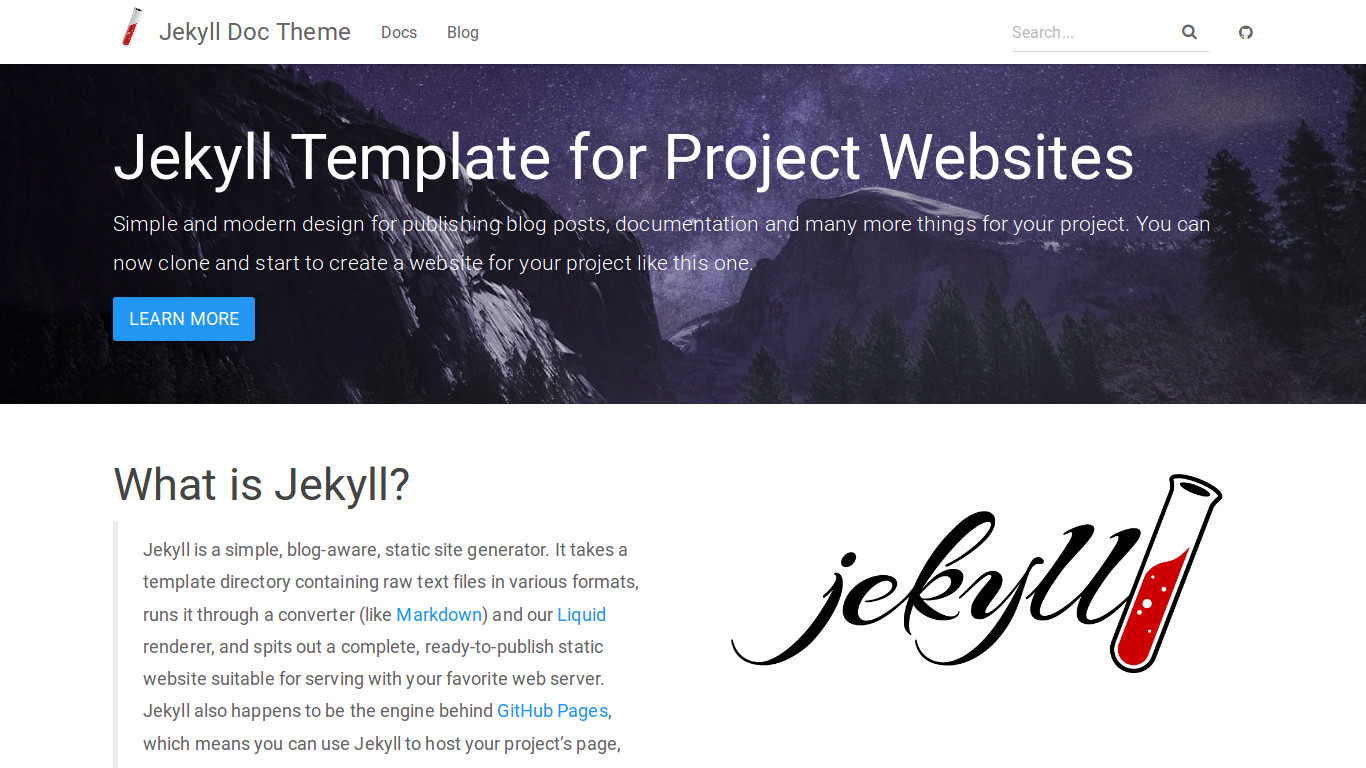 Jekyll Doc Theme Docs Blog Search...
Jekyll Template for Project Websites
Simple and modern design for publishing blog posts, documentation and many more things for your project. You can
now clone and start to create a website for your project like this one.
LEARN MORE
What is Jekyll?
Jekyll is a simple, blog-aware, static site generator. It takes a
template directory containing raw text files in various formats,
runs it through a converter (like Markdown) and our Liquid
renderer, and spits out a complete, ready-to-publish static
website suitable for serving with your favorite web server.
Jekyll also happens to be the engine behind GitHub Pages,
which means you can use Jekyll to host your project’s page,
jekyll